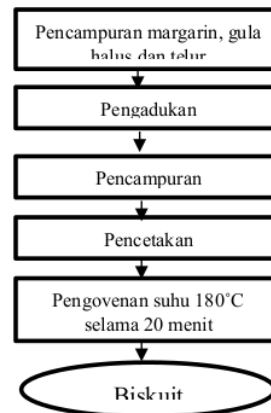 Pencampuran margarin, gula
halus dan telur
Pengadukan
Pencampuran
Pencetakan
Pengovenan suhu 180˚C
selama 20 menit
Biskuit